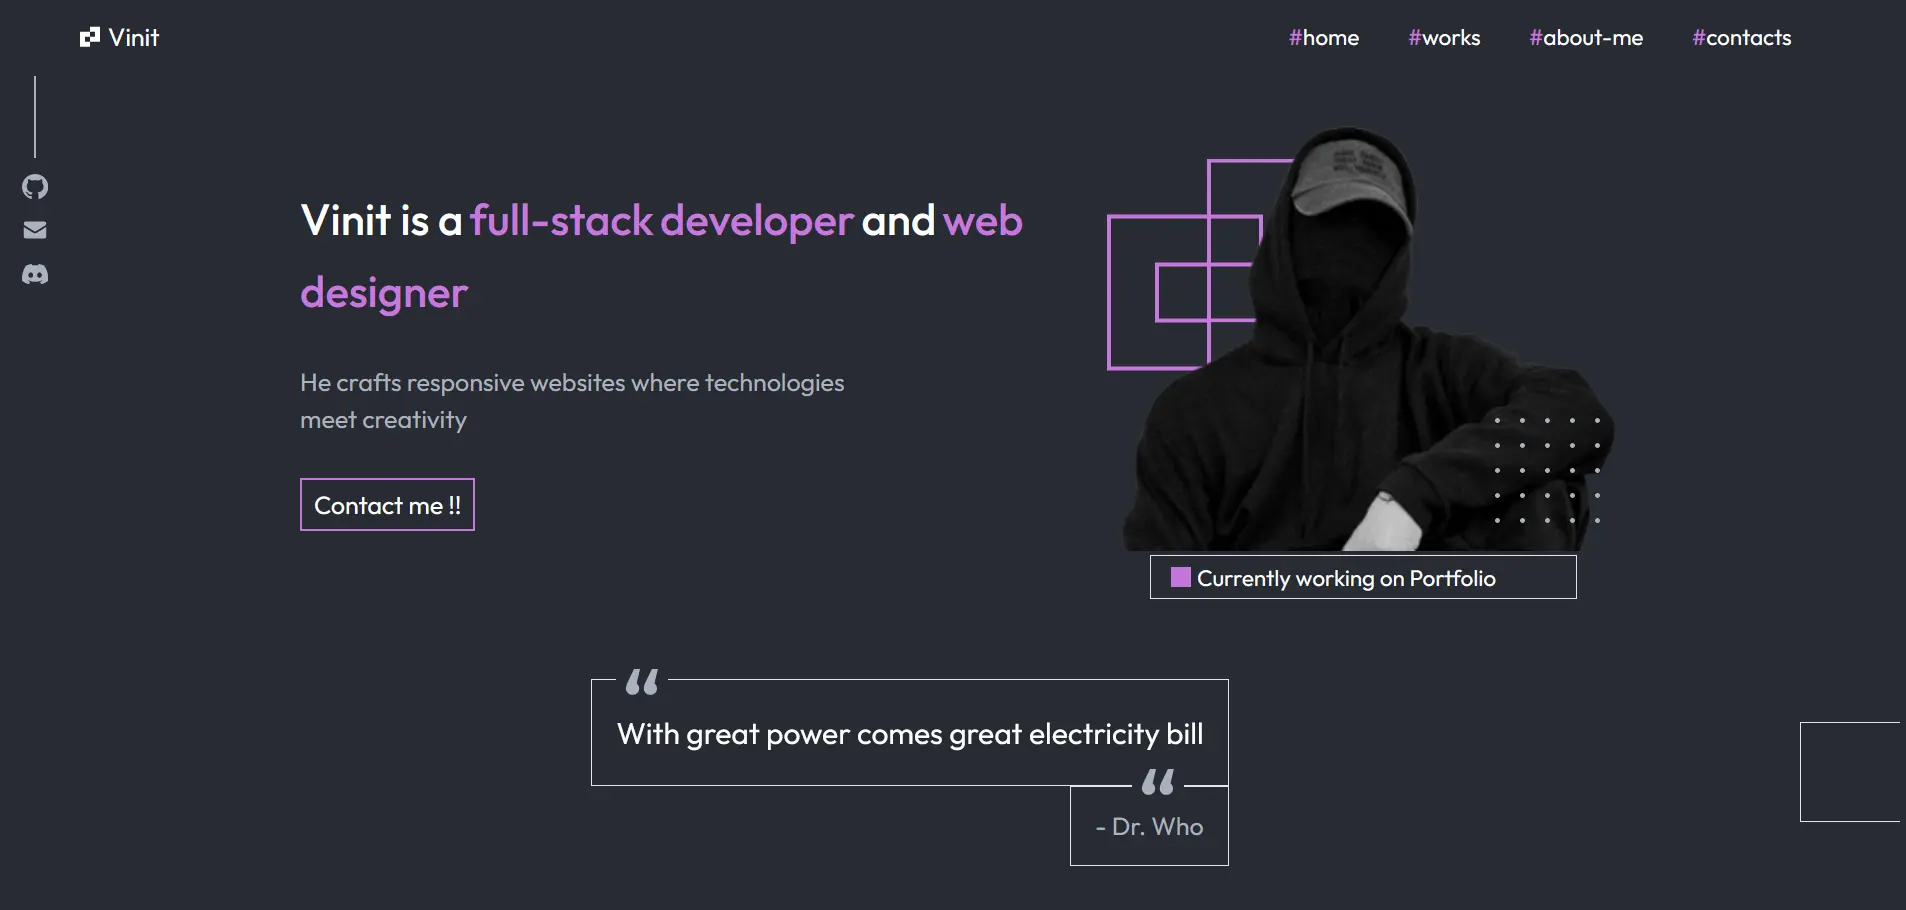 Vinit
#home #works #about-me #contacts
Vinit is a full-stack developer and web
designer
He crafts responsive websites where technologies
meet creativity
Contact me !!
Currently working on Portfolio
With great power comes great electricity bill
- Dr. Who